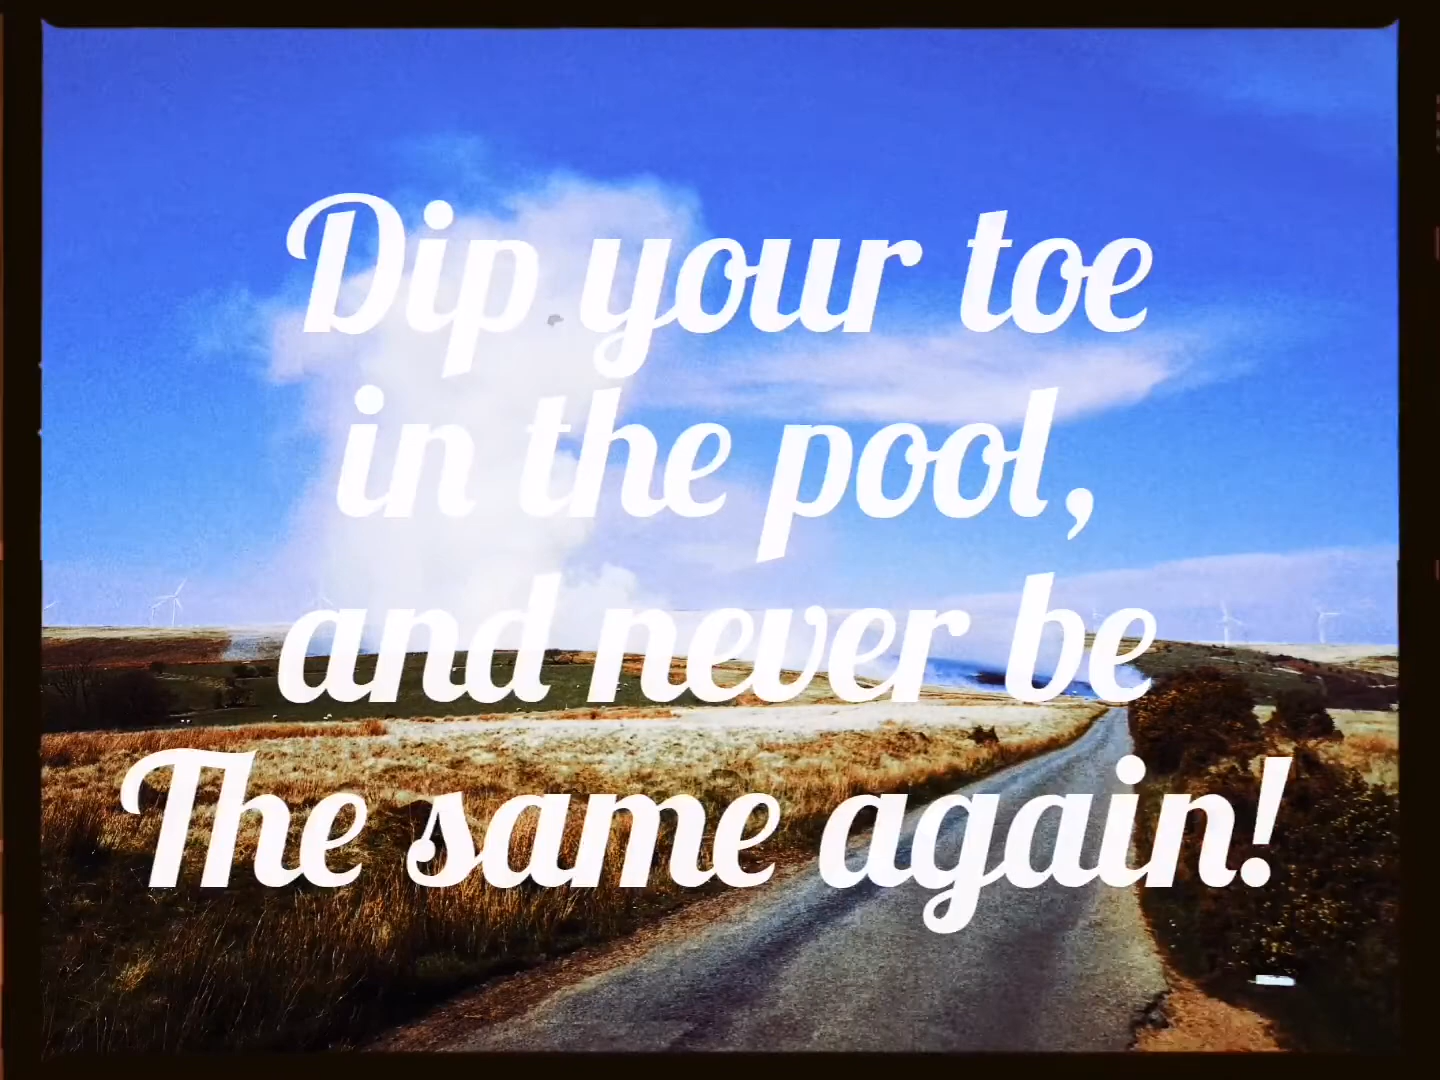 Dip your toe
in the pool,
and never be
The same again!